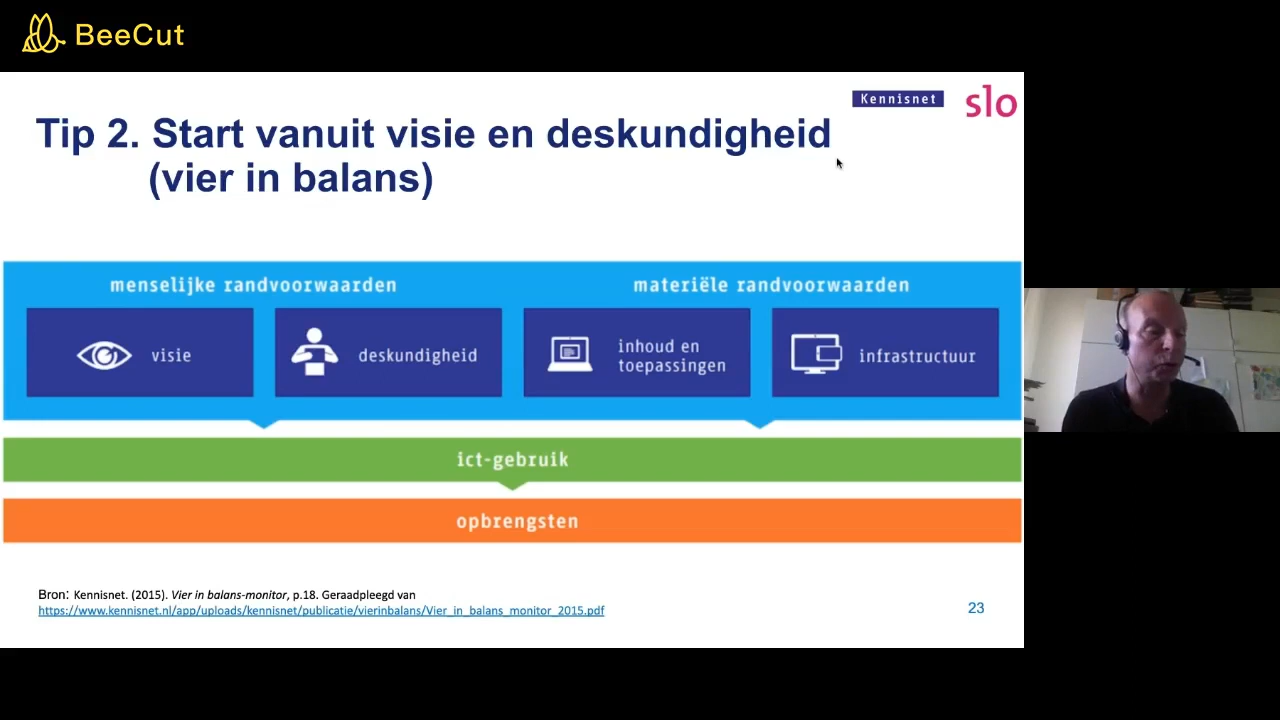 BeeCut
Kennisnet
slo
Tip 2. Start vanuit visie en deskundigheid
(vier in balans)
menselijke randvoorwaarden
materiële randvoorwaarden
visie
deskundigheid
inhoud en
toepassingen
infrastructuur
ict-gebruik
opbrengsten
Bron: Kennisnet. (2015). Vier in balans-monitor, p.18. Geraadpleegd van
https://www.kennisnet.nl/app/uploads/kennisnet/publicatie/vierinbalans/Vier_in_balans_monitor_2015.pdf
23